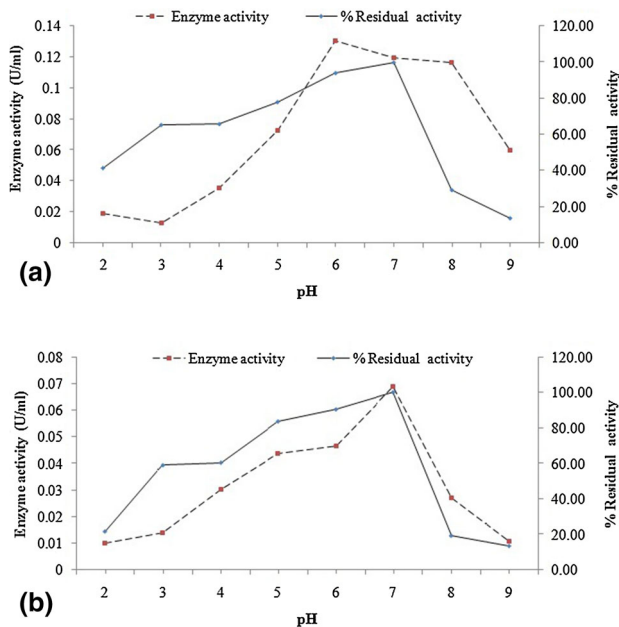 Enzyme activity % Residual activity
Enzyme activity (U/ml)
0.14
0.12
0.1
0.08
0.06
0.04
0.02
0
120.00
100.00
80.00
60.00
40.00
20.00
0.00
% Residual activity
2 3 4 5 6 7 8 9
pH
(a)
Enzyme activity % Residual activity
Enzyme activity (U/ml)
0.08
0.07
0.06
0.05
0.04
0.03
0.02
0.01
0
120.00
100.00
80.00
60.00
40.00
20.00
0.00
% Residual activity
2 3 4 5 6 7 8 9
pH
(b)